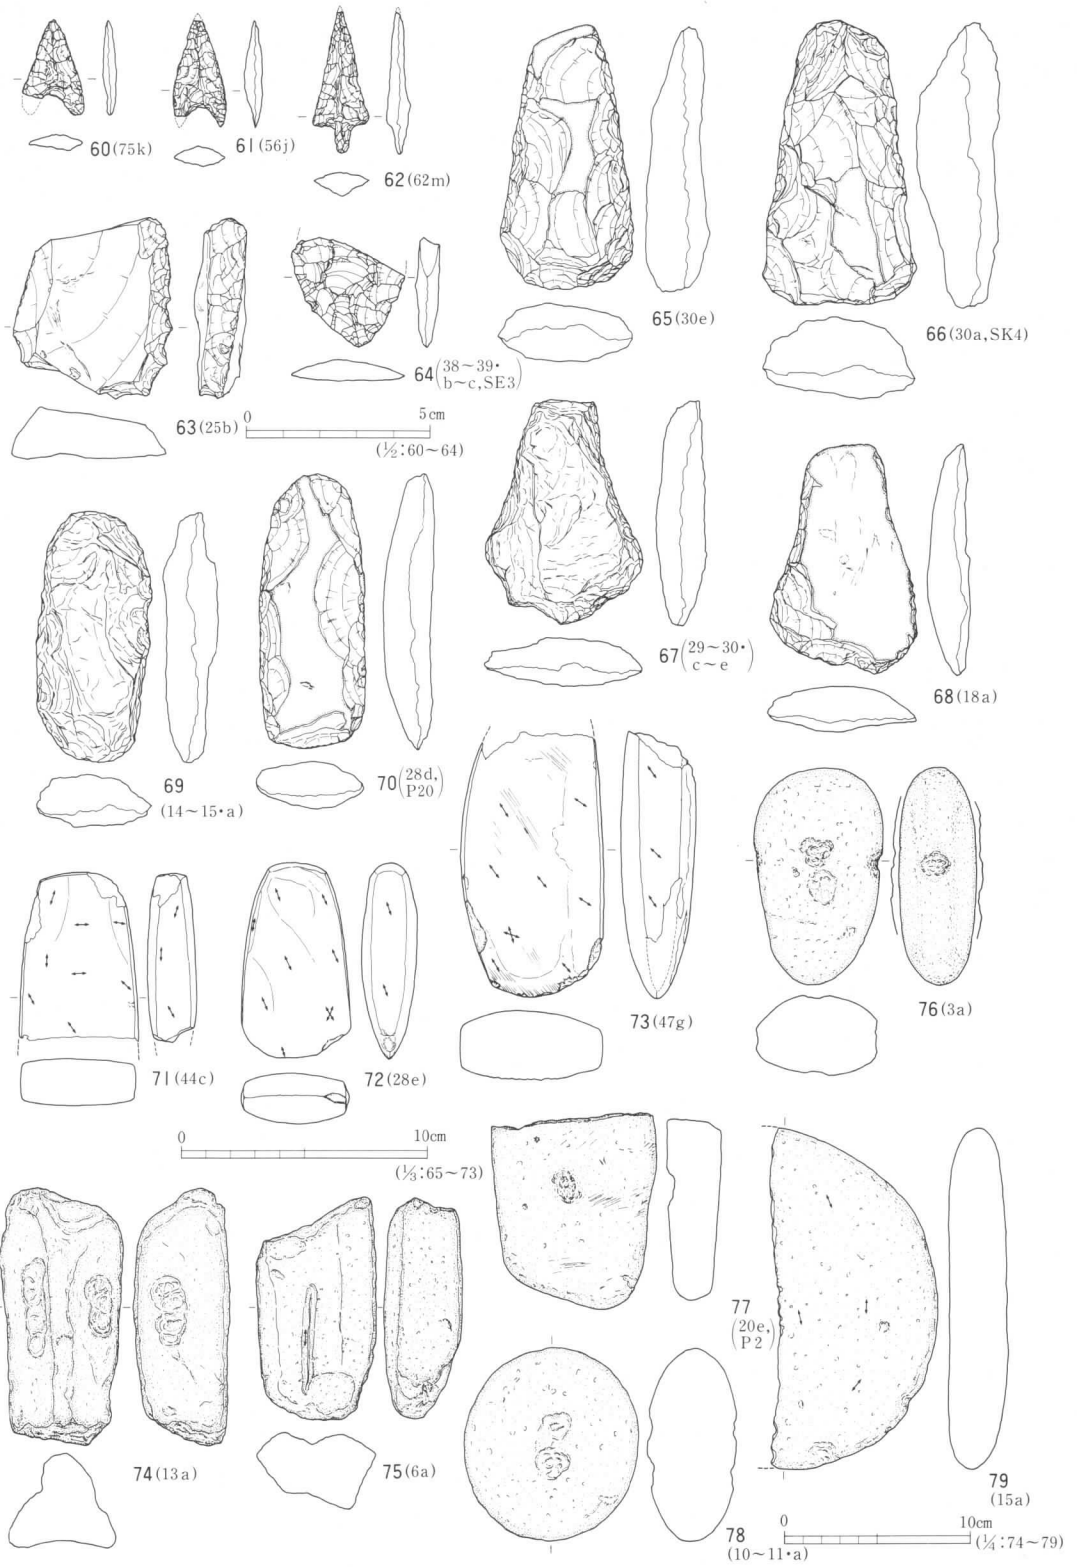 60(75k)
61(56j)
62(62m)
63(25b)
64(38~39・
b~c,SE3)
0 5cm
(½:60~64)
65(30e)
66(30a,SK4)
67(29~30・
c~e)
68(18a)
69
(14~15・a)
70(28d,
P20)
71(44c)
72(28e)
73(47g)
76(3a)
0 10cm
(⅓:65~73)
74(13a)
75(6a)
77
(20e,
P2)
78
(10~11・a)
79
(15a)
0 10cm
(¼:74~79)